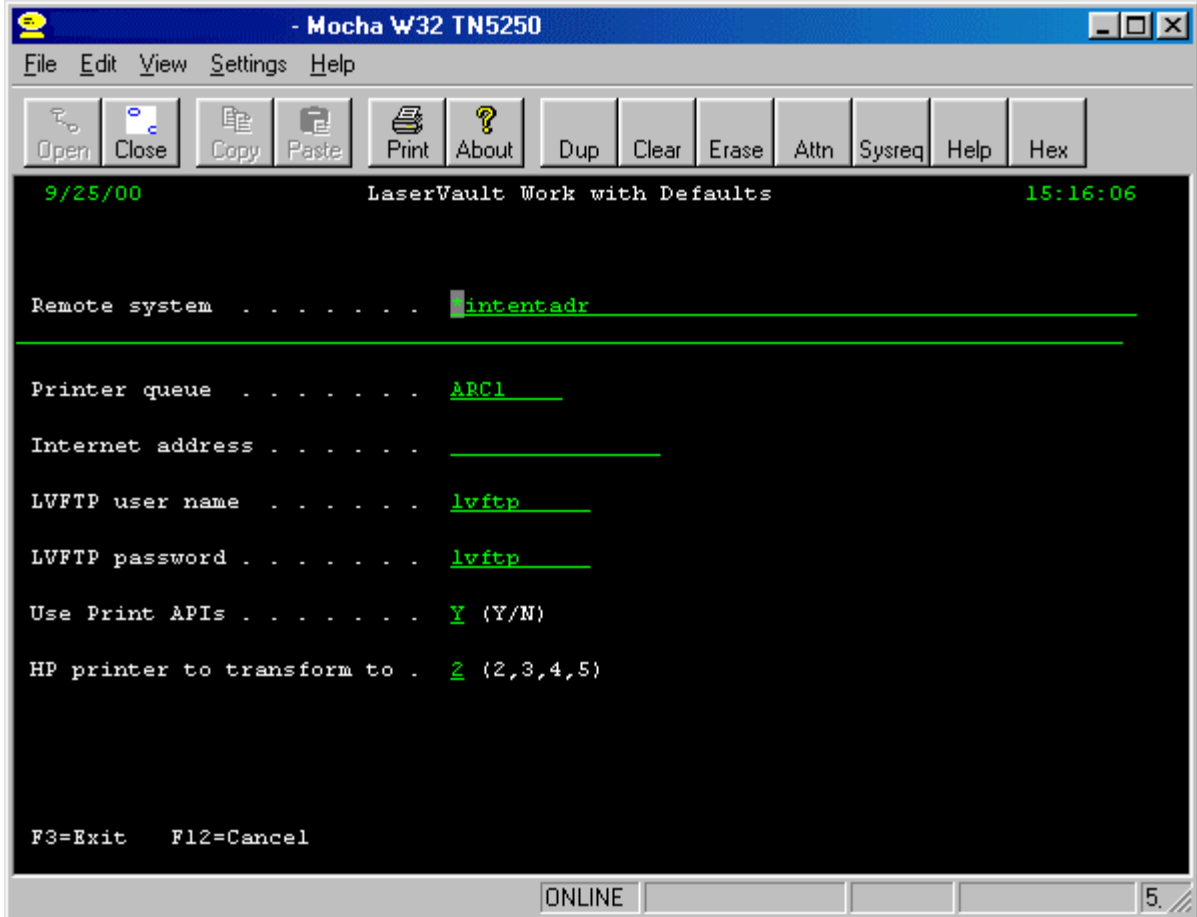 - Mocha W32 TN5250
File Edit View Settings Help
Open Close Copy Paste Print About Dup Clear Erase Attn Sysreq Help Hex
9/25/00 LaserVault Work with Defaults 15:16:06
Remote system . . . . . . . *intentadr
Printer queue . . . . . . . ARC1
Internet address . . . . . .
LVFTP user name . . . . . . lvftp
LVFTP password . . . . . . . lvftp
Use Print APIs . . . . . . . Y (Y/N)
HP printer to transform to . 2 (2,3,4,5)
F3=Exit F12=Cancel
ONLINE 5.